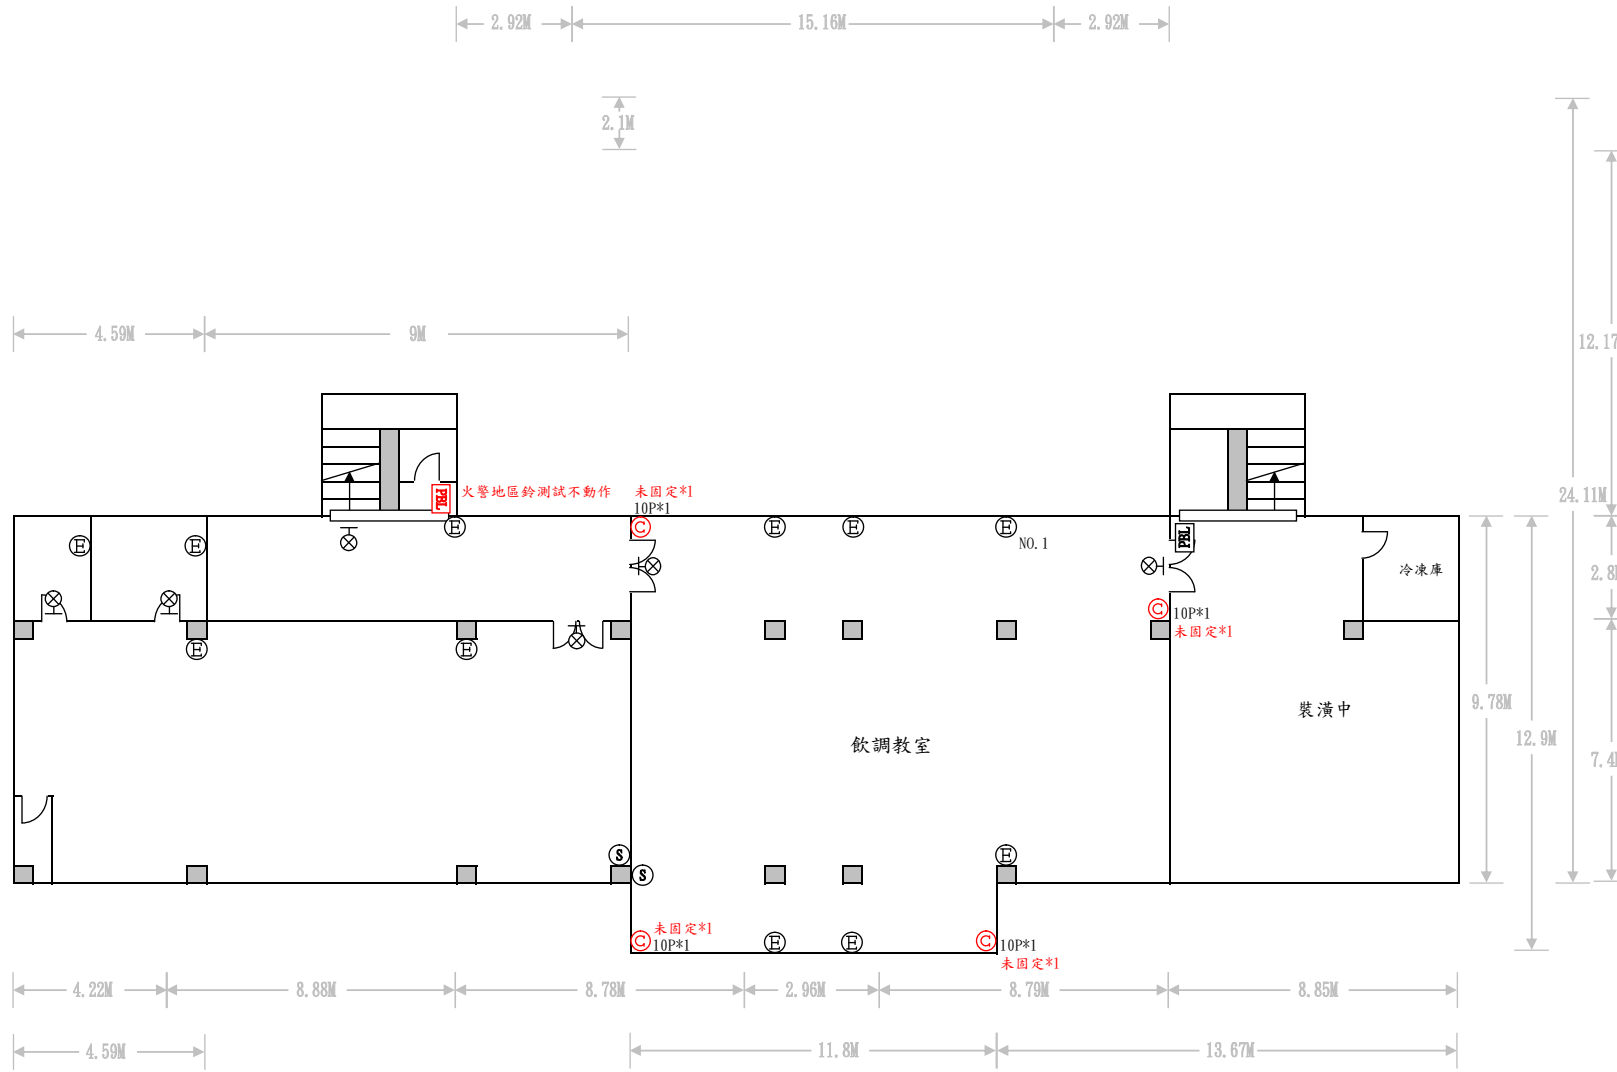 2.92M 15.16M 2.92M
2.1M
4.59M 9M
12.17
24.11M
火警地區鈴測試不動作
未固定*1
10P*1
PBL
C
E
E
E
E
NO.1
PBL
E
E
冷凍庫
2.8M
C
10P*1
未固定*1
E
E
9.78M
裝潢中
12.9M
飲調教室
7.4M
S
E
S
未固定*1
C
10P*1
E
E
C
10P*1
未固定*1
4.22M 8.88M 8.78M 2.96M 8.79M 8.85M
4.59M 11.8M 13.67M